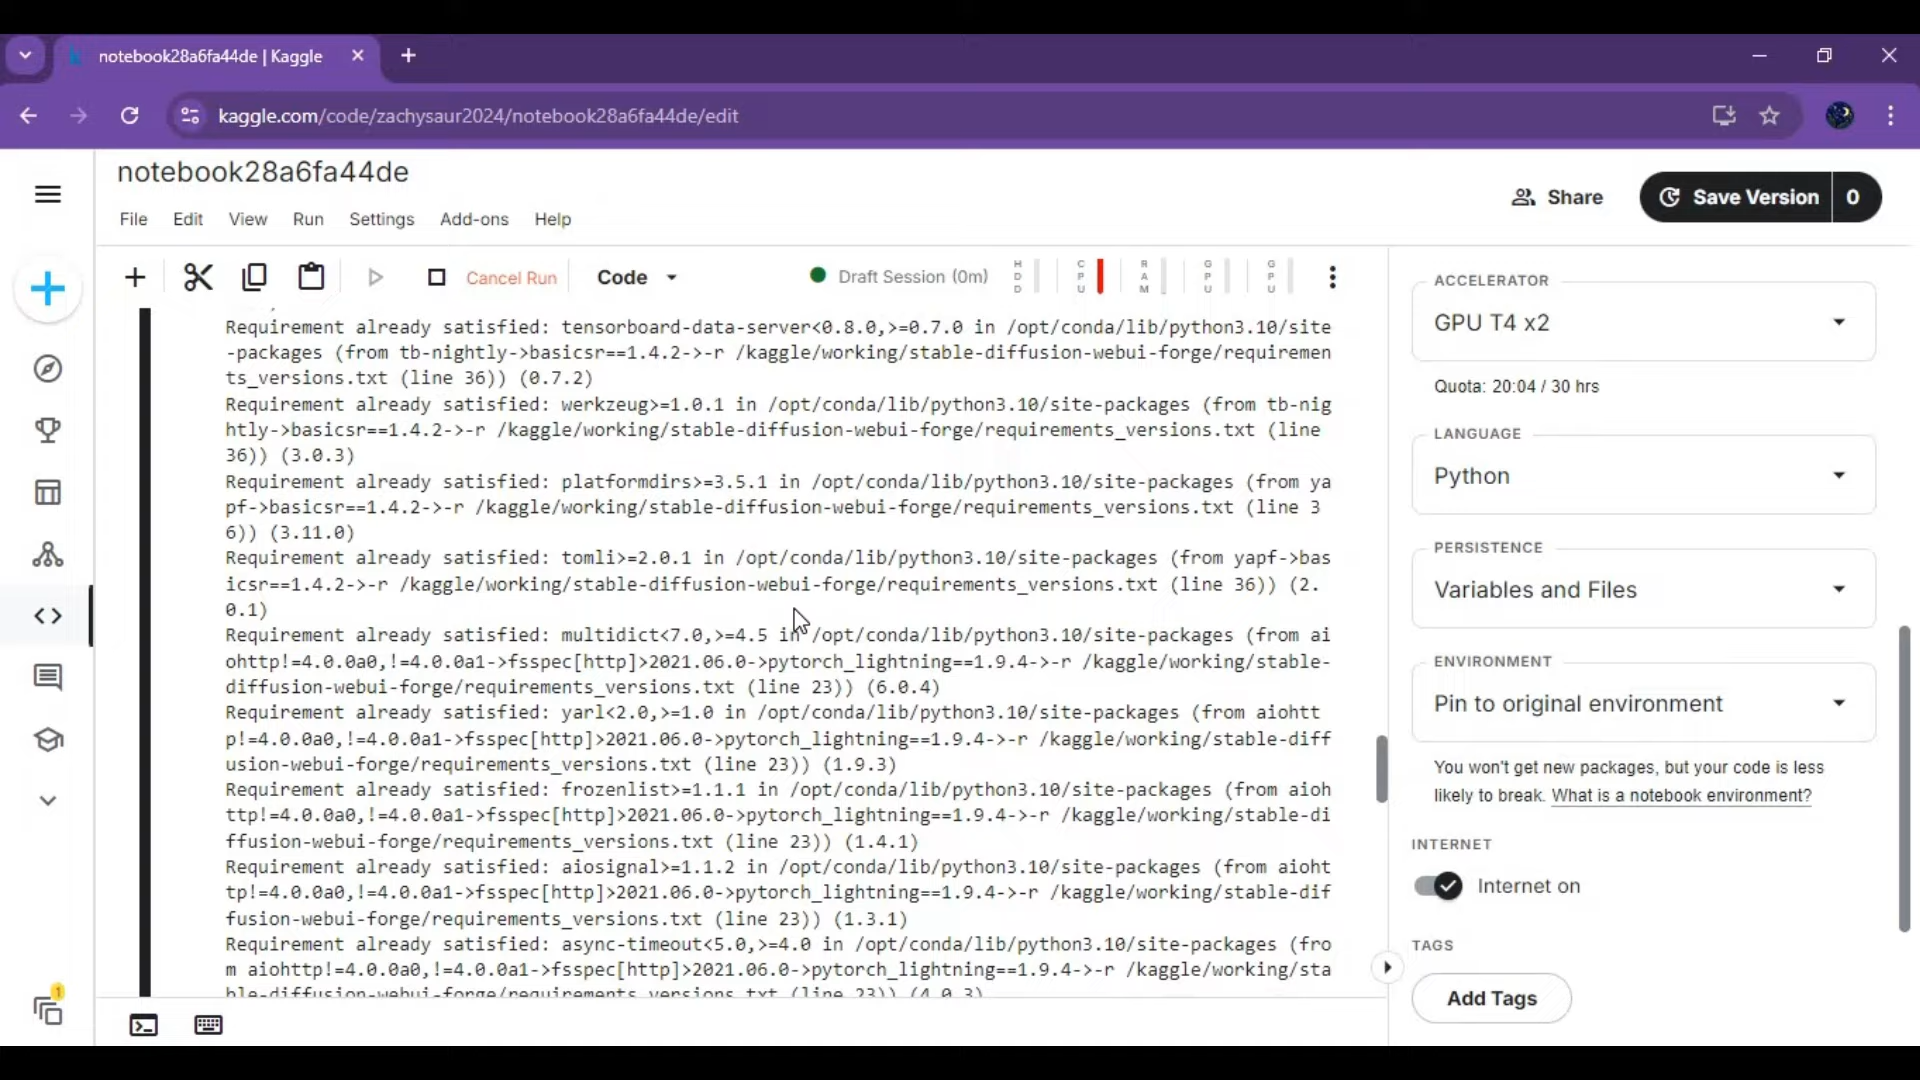 notebook28a6fa44de | Kaggle
kaggle.com/code/zachysaur2024/notebook28a6fa44de/edit
notebook28a6fa44de
File Edit View Run Settings Add-ons Help
Share
Save Version 0
Cancel Run
Code
Draft Session (0m)
HDD
CPU
RAM
GPU
GPU
Requirement already satisfied: tensorboard-data-server<0.8.0,>=0.7.0 in /opt/conda/lib/python3.10/site
-packages (from tb-nightly->basicsr==1.4.2->-r /kaggle/working/stable-diffusion-webui-forge/requiremen
ts_versions.txt (line 36)) (0.7.2)
Requirement already satisfied: werkzeug>=1.0.1 in /opt/conda/lib/python3.10/site-packages (from tb-nig
htly->basicsr==1.4.2->-r /kaggle/working/stable-diffusion-webui-forge/requirements_versions.txt (line
36)) (3.0.3)
Requirement already satisfied: platformdirs>=3.5.1 in /opt/conda/lib/python3.10/site-packages (from ya
pf->basicsr==1.4.2->-r /kaggle/working/stable-diffusion-webui-forge/requirements_versions.txt (line 3
6)) (3.11.0)
Requirement already satisfied: tomli>=2.0.1 in /opt/conda/lib/python3.10/site-packages (from yapf->bas
icsr==1.4.2->-r /kaggle/working/stable-diffusion-webui-forge/requirements_versions.txt (line 36)) (2.
0.1)
Requirement already satisfied: multidict<7.0,>=4.5 in /opt/conda/lib/python3.10/site-packages (from ai
ohttp!=4.0.0a0,!=4.0.0a1->fsspec[http]>2021.06.0->pytorch_lightning==1.9.4->-r /kaggle/working/stable-
diffusion-webui-forge/requirements_versions.txt (line 23)) (6.0.4)
Requirement already satisfied: yarl<2.0,>=1.0 in /opt/conda/lib/python3.10/site-packages (from aiohtt
p!=4.0.0a0,!=4.0.0a1->fsspec[http]>2021.06.0->pytorch_lightning==1.9.4->-r /kaggle/working/stable-diff
usion-webui-forge/requirements_versions.txt (line 23)) (1.9.3)
Requirement already satisfied: frozenlist>=1.1.1 in /opt/conda/lib/python3.10/site-packages (from aioh
ttp!=4.0.0a0,!=4.0.0a1->fsspec[http]>2021.06.0->pytorch_lightning==1.9.4->-r /kaggle/working/stable-di
ffusion-webui-forge/requirements_versions.txt (line 23)) (1.4.1)
Requirement already satisfied: aiosignal>=1.1.2 in /opt/conda/lib/python3.10/site-packages (from aioht
tp!=4.0.0a0,!=4.0.0a1->fsspec[http]>2021.06.0->pytorch_lightning==1.9.4->-r /kaggle/working/stable-dif
fusion-webui-forge/requirements_versions.txt (line 23)) (1.3.1)
Requirement already satisfied: async-timeout<5.0,>=4.0 in /opt/conda/lib/python3.10/site-packages (fro
m aiohttp!=4.0.0a0,!=4.0.0a1->fsspec[http]>2021.06.0->pytorch_lightning==1.9.4->-r /kaggle/working/sta
ble-diffusion-webui-forge/requirements_versions.txt (line 23)) (4.0.3)
ACCELERATOR
GPU T4 x2
Quota: 20:04 / 30 hrs
LANGUAGE
Python
PERSISTENCE
Variables and Files
ENVIRONMENT
Pin to original environment
You won't get new packages, but your code is less
likely to break. What is a notebook environment?
INTERNET
Internet on
TAGS
Add Tags
1